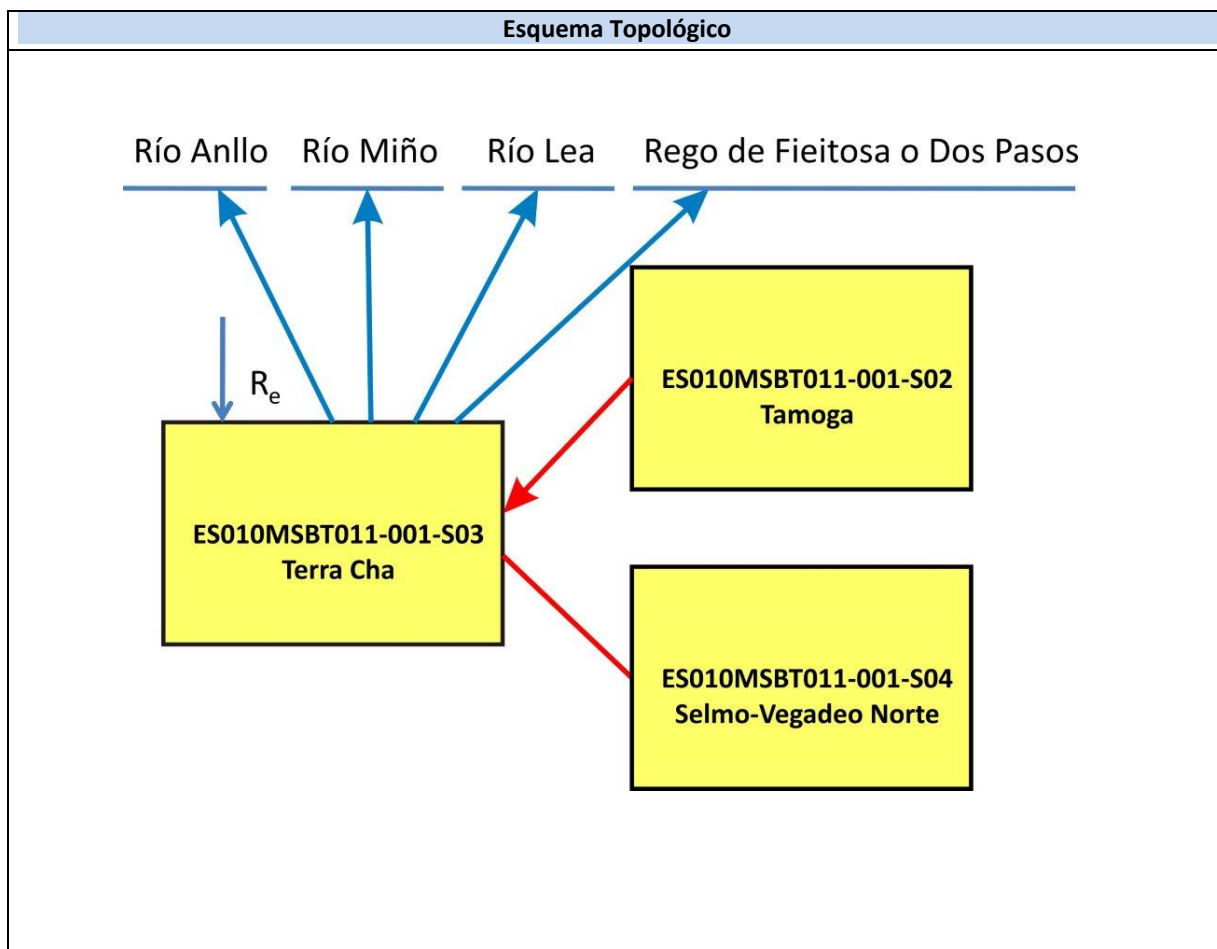 Esquema Topológico
Río Anllo
Río Miño
Río Lea
Rego de Fieitosa o Dos Pasos
Re
ES010MSBT011-001-S02
Tamoga
ES010MSBT011-001-S03
Terra Cha
ES010MSBT011-001-S04
Selmo-Vegadeo Norte